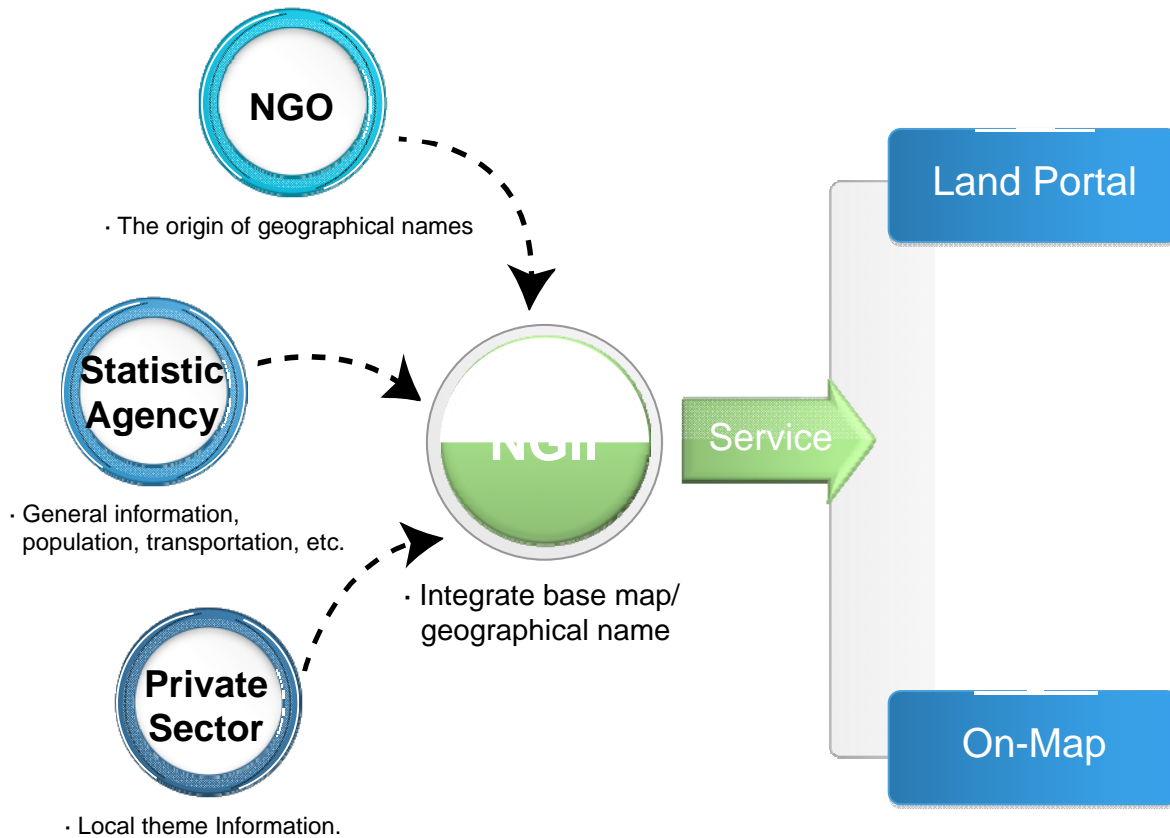 NGO
· The origin of geographical names
Statistic
Agency
· General information,
population, transportation, etc.
Private
Sector
· Local theme Information.
NGII
· Integrate base map/
geographical name
Service
Land Portal
On-Map